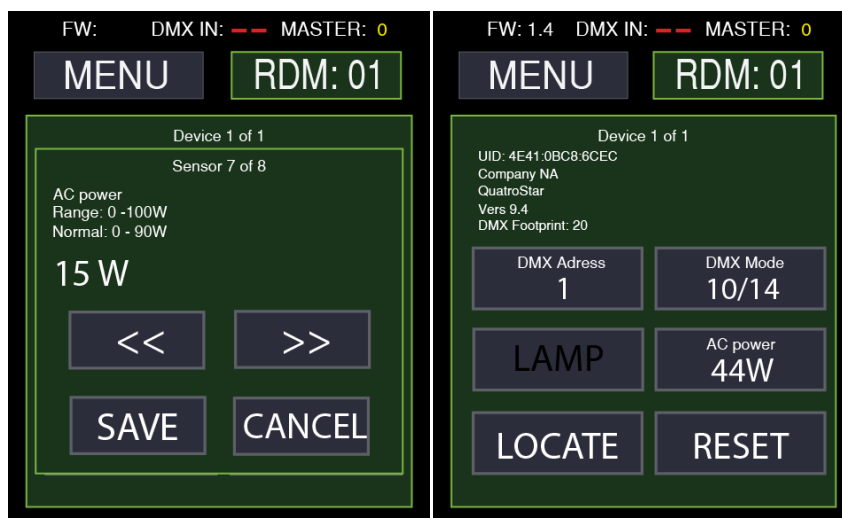 FW: DMX IN: -- MASTER: 0
MENU RDM: 01
Device 1 of 1
Sensor 7 of 8
AC power
Range: 0 -100W
Normal: 0 - 90W
15 W
<< >>
SAVE CANCEL
FW: 1.4 DMX IN: -- MASTER: 0
MENU RDM: 01
Device 1 of 1
UID: 4E41:0BC8:6CEC
Company NA
QuatroStar
Vers 9.4
DMX Footprint: 20
DMX Adress DMX Mode
1 10/14
LAMP AC power
44W
LOCATE RESET